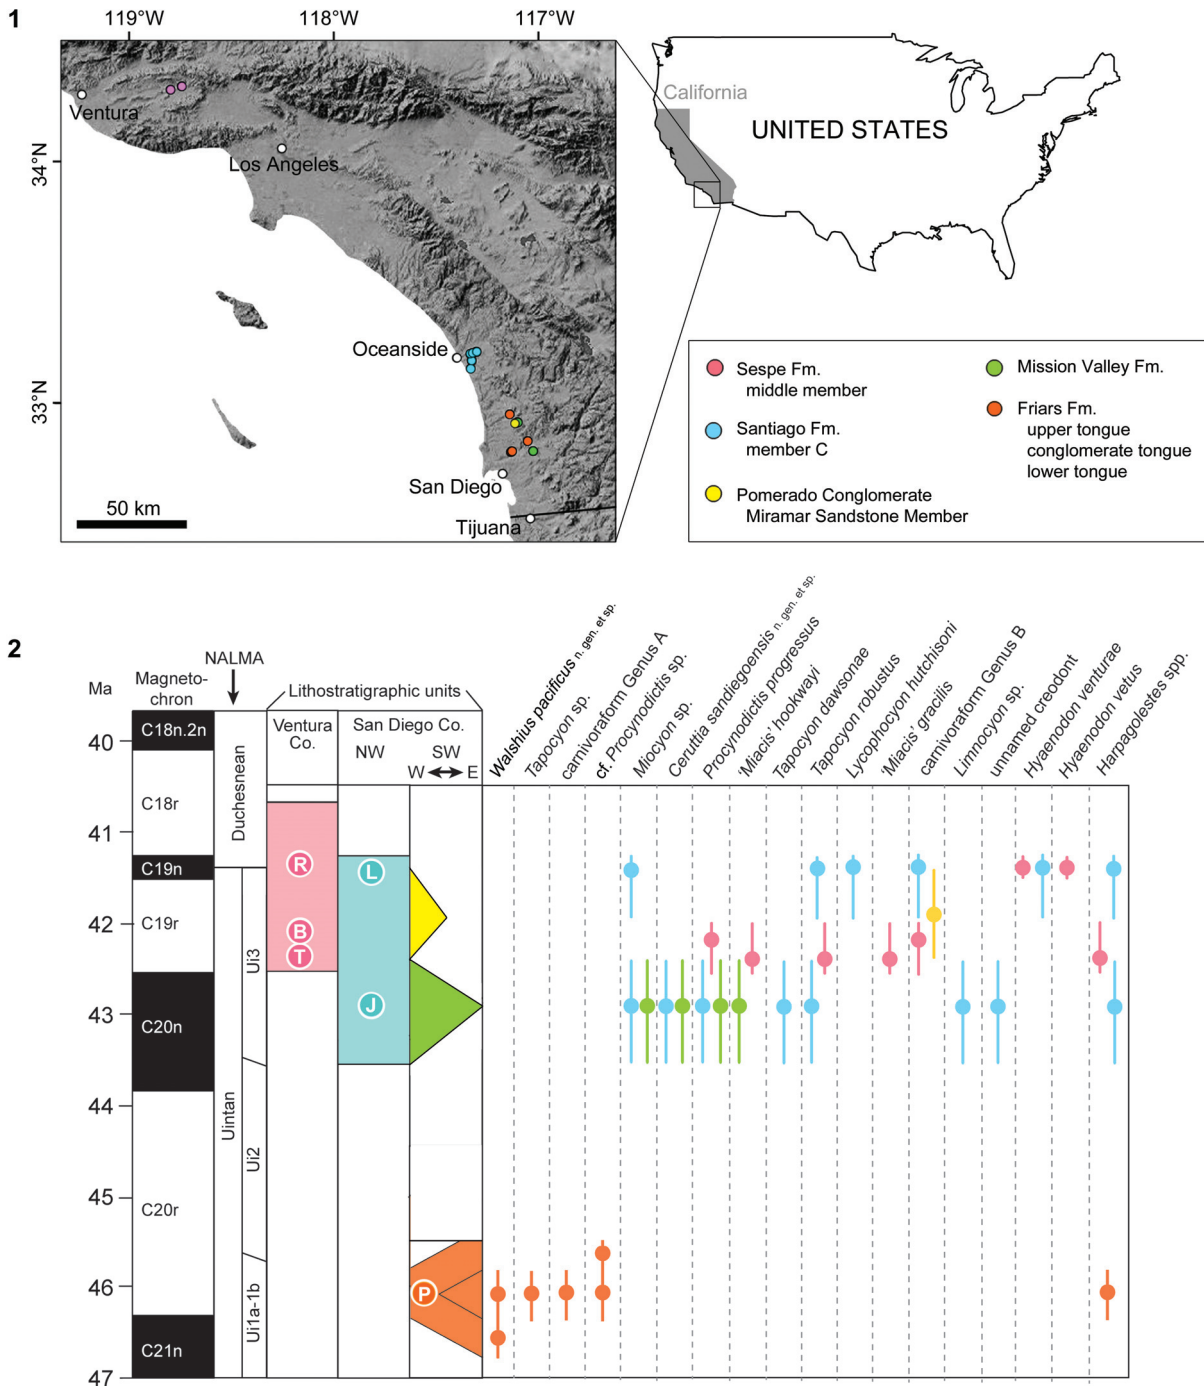 1
119°W
118°W
117°W
34°N
33°N
Ventura
Los Angeles
Oceanside
San Diego
Tijuana
50 km
California
UNITED STATES
Sespe Fm.
middle member
Santiago Fm.
member C
Pomerado Conglomerate
Miramar Sandstone Member
Mission Valley Fm.
Friars Fm.
upper tongue
conglomerate tongue
lower tongue
2
Ma
Magneto-
chron
NALMA
Lithostratigraphic units
Ventura
Co.
San Diego Co.
NW
SW
W
E
Walshius pacificus n. gen. et sp.
Tapocyon sp.
carnivoraform Genus A
cf. Procynodictis sp.
Miocyon sp.
Ceruttia sandiegoensis n. gen. et sp.
Procynodictis progressus
'Miacis' hookwayi
Tapocyon dawsonae
Tapocyon robustus
Lycophocyon hutchisoni
'Miacis' gracilis
carnivoraform Genus B
Limnocyon sp.
unnamed creodont
Hyaenodon venturae
Hyaenodon vetus
Harpagolestes spp.
40
41
42
43
44
45
46
47
C18n.2n
C18r
C19n
C19r
C20n
C20r
C21n
Duchesnean
Uintan
Ui3
Ui2
Ui1a-1b
R
B
T
L
J
P